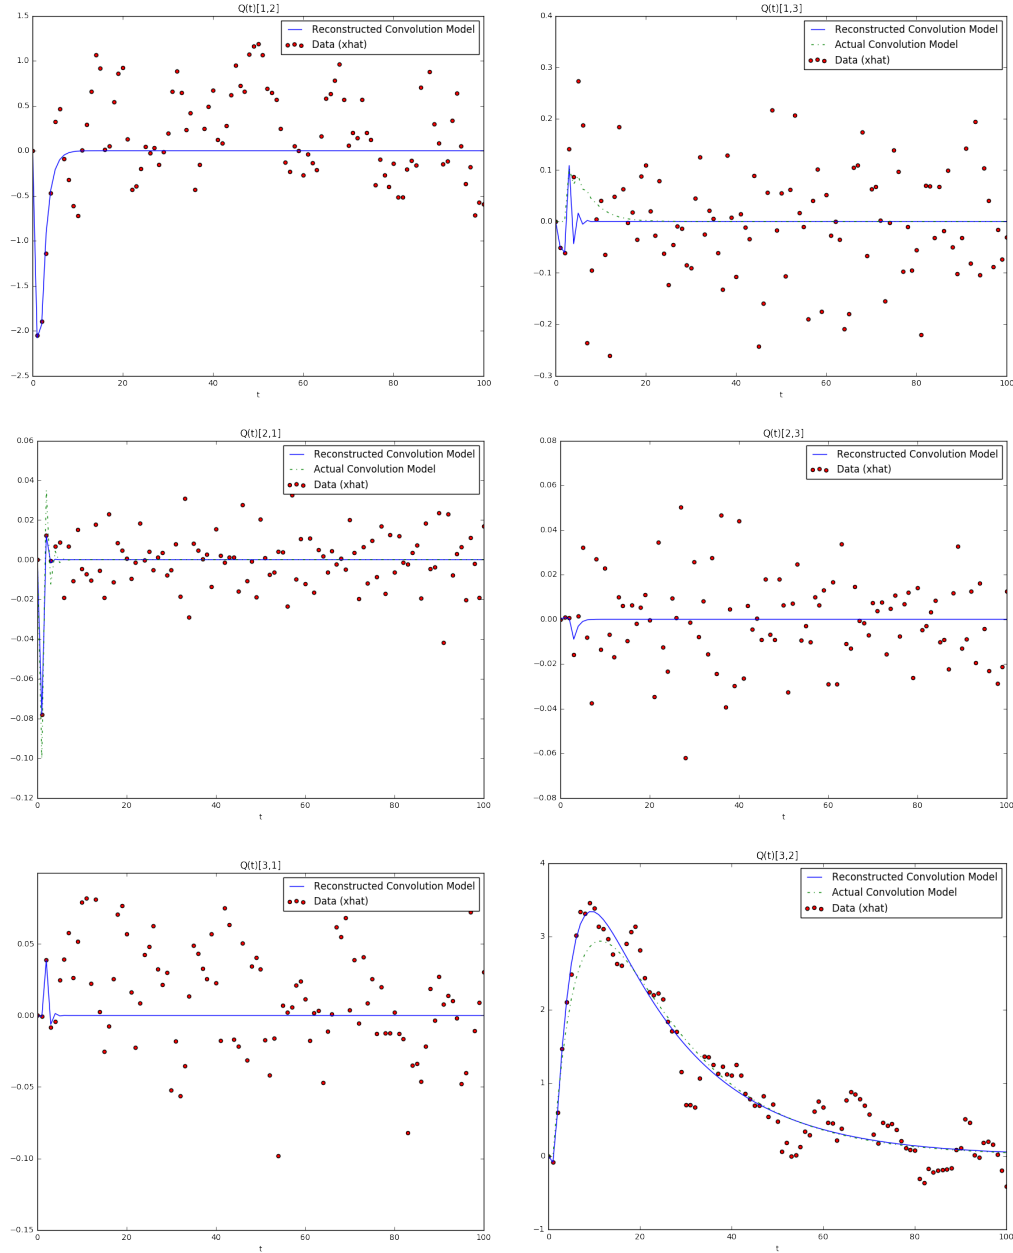 Q(t)[1,2]
1.5
1.0
0.5
0.0
−0.5
−1.0
−1.5
−2.0
−2.5
0 20 40 60 80 100
t
Reconstructed Convolution Model
Data (xhat)
Q(t)[1,3]
0.4
0.3
0.2
0.1
0.0
−0.1
−0.2
−0.3
0 20 40 60 80 100
t
Reconstructed Convolution Model
Actual Convolution Model
Data (xhat)
Q(t)[2,1]
0.06
0.04
0.02
0.00
−0.02
−0.04
−0.06
−0.08
−0.10
−0.12
0 20 40 60 80 100
t
Reconstructed Convolution Model
Actual Convolution Model
Data (xhat)
Q(t)[2,3]
0.08
0.06
0.04
0.02
0.00
−0.02
−0.04
−0.06
−0.08
0 20 40 60 80 100
t
Reconstructed Convolution Model
Data (xhat)
Q(t)[3,1]
0.05
0.00
−0.05
−0.10
−0.15
0 20 40 60 80 100
t
Reconstructed Convolution Model
Data (xhat)
Q(t)[3,2]
4
3
2
1
0
−1
0 20 40 60 80 100
t
Reconstructed Convolution Model
Actual Convolution Model
Data (xhat)